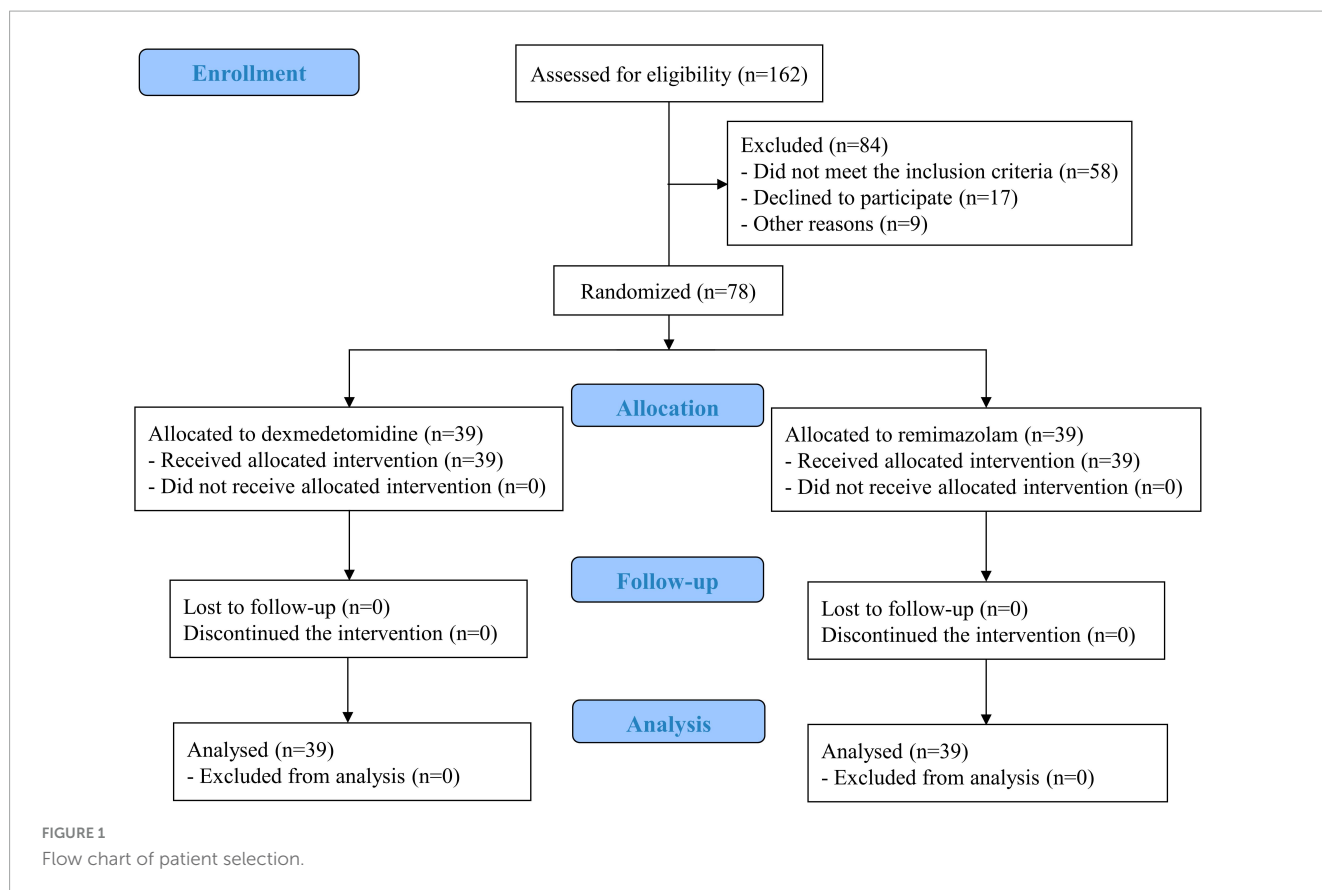 Enrollment
Assessed for eligibility (n=162)
Excluded (n=84)
- Did not meet the inclusion criteria (n=58)
- Declined to participate (n=17)
- Other reasons (n=9)
Randomized (n=78)
Allocation
Allocated to dexmedetomidine (n=39)
- Received allocated intervention (n=39)
- Did not receive allocated intervention (n=0)
Allocated to remimazolam (n=39)
- Received allocated intervention (n=39)
- Did not receive allocated intervention (n=0)
Follow-up
Lost to follow-up (n=0)
Discontinued the intervention (n=0)
Lost to follow-up (n=0)
Discontinued the intervention (n=0)
Analysis
Analysed (n=39)
- Excluded from analysis (n=0)
Analysed (n=39)
- Excluded from analysis (n=0)
FIGURE 1
Flow chart of patient selection.